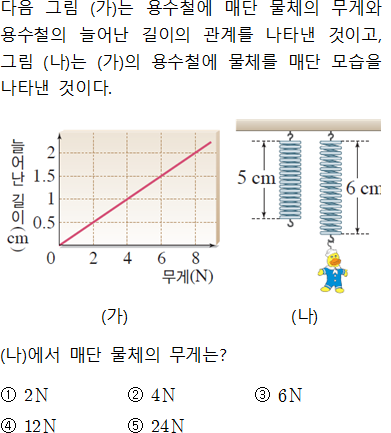 다음 그림 (가)는 용수철에 매단 물체의 무게와
용수철의 늘어난 길이의 관계를 나타낸 것이고,
그림 (나)는 (가)의 용수철에 물체를 매단 모습을
나타낸 것이다.
늘어난 길이(cm)
2
1.5
1
0.5
0 2 4 6 8
무게(N)
5 cm
6 cm
(가) (나)
(나)에서 매단 물체의 무게는?
① 2N ② 4N ③ 6N
④ 12N ⑤ 24N